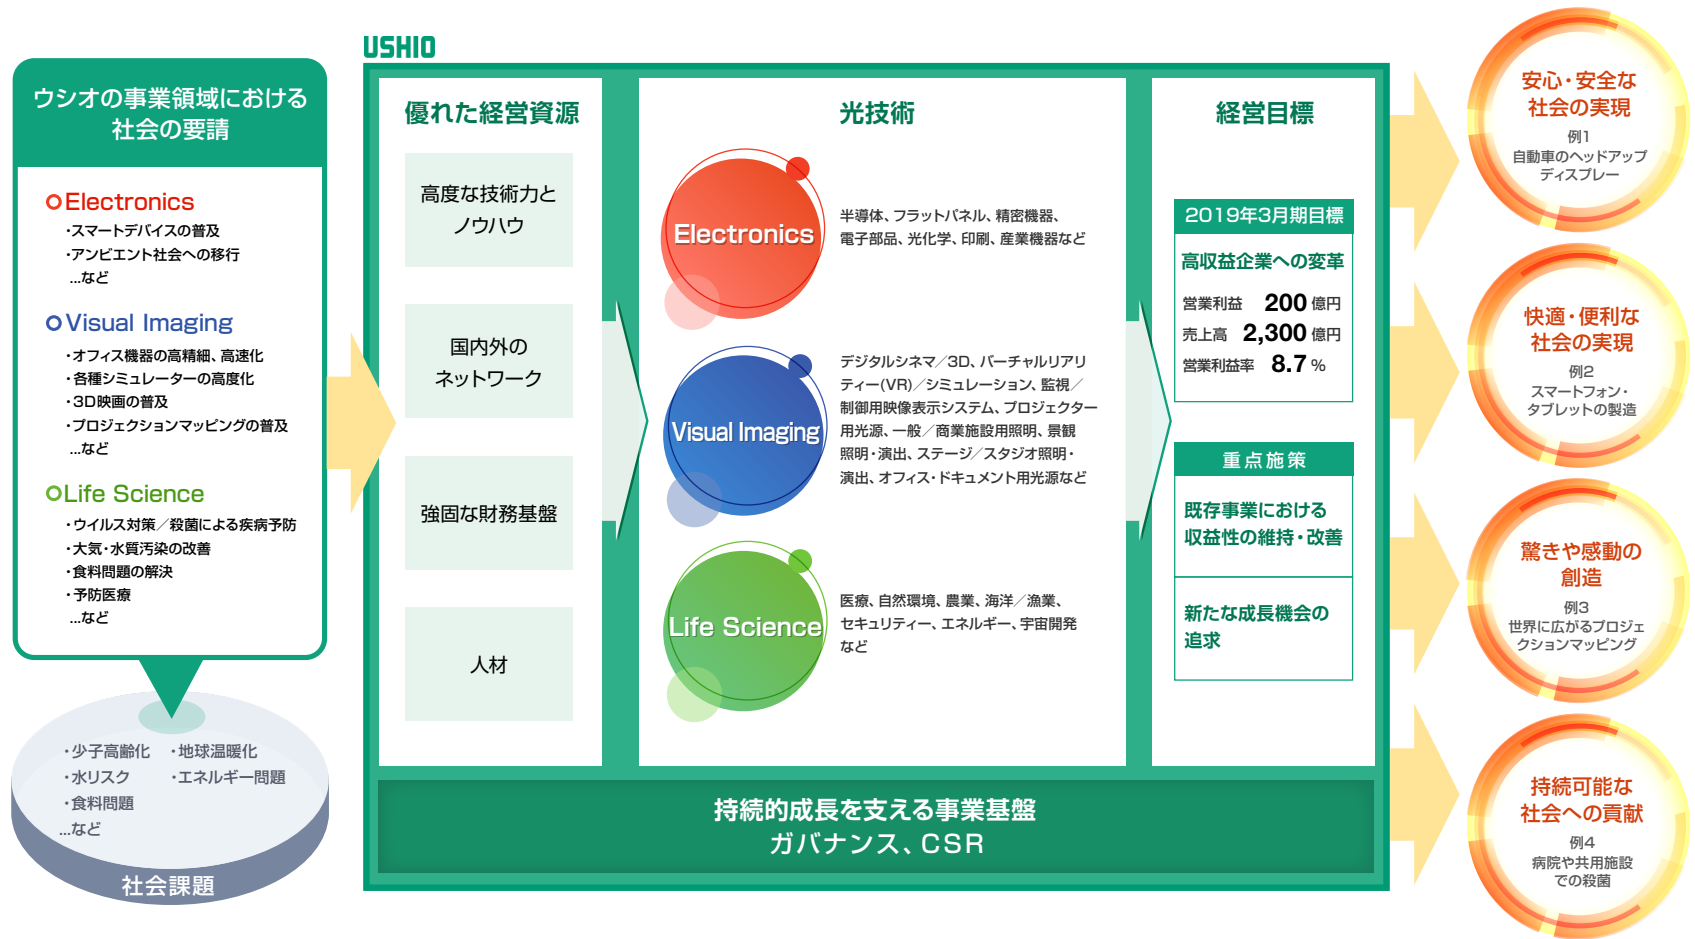 USHIO
ウシオの事業領域における
社会の要請
Electronics
・スマートデバイスの普及
・アンビエント社会への移行
...など
Visual Imaging
・オフィス機器の高精細、高速化
・各種シミュレーターの高度化
・3D映画の普及
・プロジェクションマッピングの普及
...など
Life Science
・ウイルス対策／殺菌による疾病予防
・大気・水質汚染の改善
・食料問題の解決
・予防医療
...など
・少子高齢化
・水リスク
・食料問題
...など
・地球温暖化
・エネルギー問題
社会課題
優れた経営資源
高度な技術力と
ノウハウ
国内外の
ネットワーク
強固な財務基盤
人材
光技術
Electronics
半導体、フラットパネル、精密機器、
電子部品、光化学、印刷、産業機器など
Visual Imaging
デジタルシネマ／3D、バーチャルリアリ
ティー(VR)／シミュレーション、監視／
制御用映像表示システム、プロジェクター
用光源、一般／商業施設用照明、景観
照明・演出、ステージ／スタジオ照明・
演出、オフィス・ドキュメント用光源など
Life Science
医療、自然環境、農業、海洋／漁業、
セキュリティー、エネルギー、宇宙開発
など
経営目標
2019年3月期目標
高収益企業への変革
営業利益 200 億円
売上高 2,300 億円
営業利益率 8.7 %
重点施策
既存事業における
収益性の維持・改善
新たな成長機会の
追求
持続的成長を支える事業基盤
ガバナンス、CSR
安心・安全な
社会の実現
例1
自動車のヘッドアップ
ディスプレー
快適・便利な
社会の実現
例2
スマートフォン・
タブレットの製造
驚きや感動の
創造
例3
世界に広がるプロジェ
クションマッピング
持続可能な
社会への貢献
例4
病院や共用施設
での殺菌